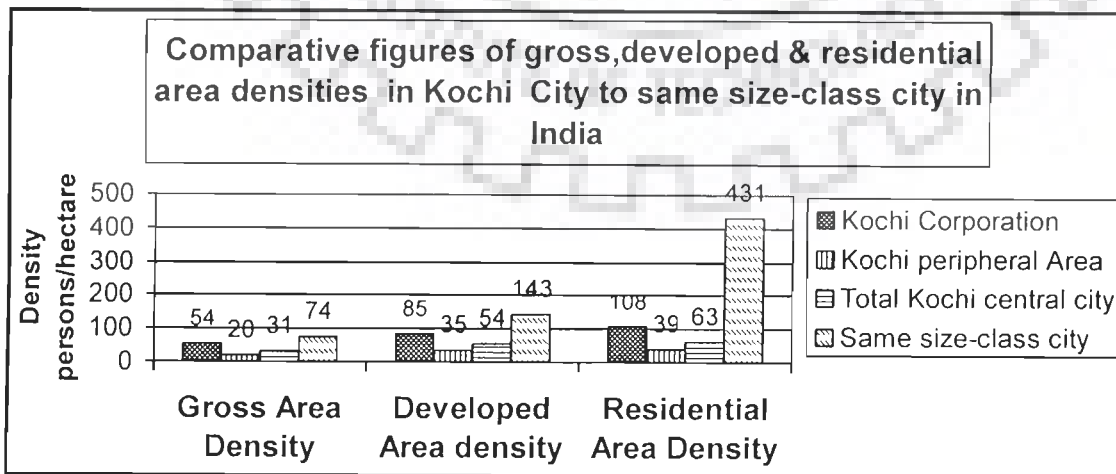 Comparative figures of gross,developed & residential
area densities in Kochi City to same size-class city in
India
Density
persons/hectare
500
400
300
200
100
0
54
20
31
74
85
35
54
143
108
39
63
431
Gross Area
Density
Developed
Area density
Residential
Area Density
Kochi Corporation
Kochi peripheral Area
Total Kochi central city
Same size-class city